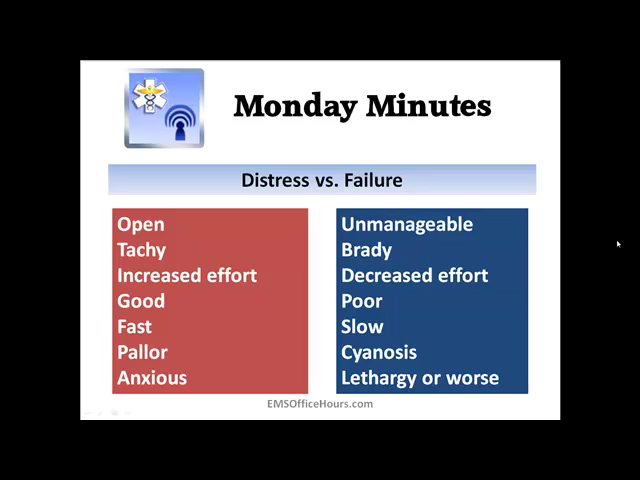 Monday Minutes
Distress vs. Failure
Open
Tachy
Increased effort
Good
Fast
Pallor
Anxious
Unmanageable
Brady
Decreased effort
Poor
Slow
Cyanosis
Lethargy or worse
EMSOfficeHours.com